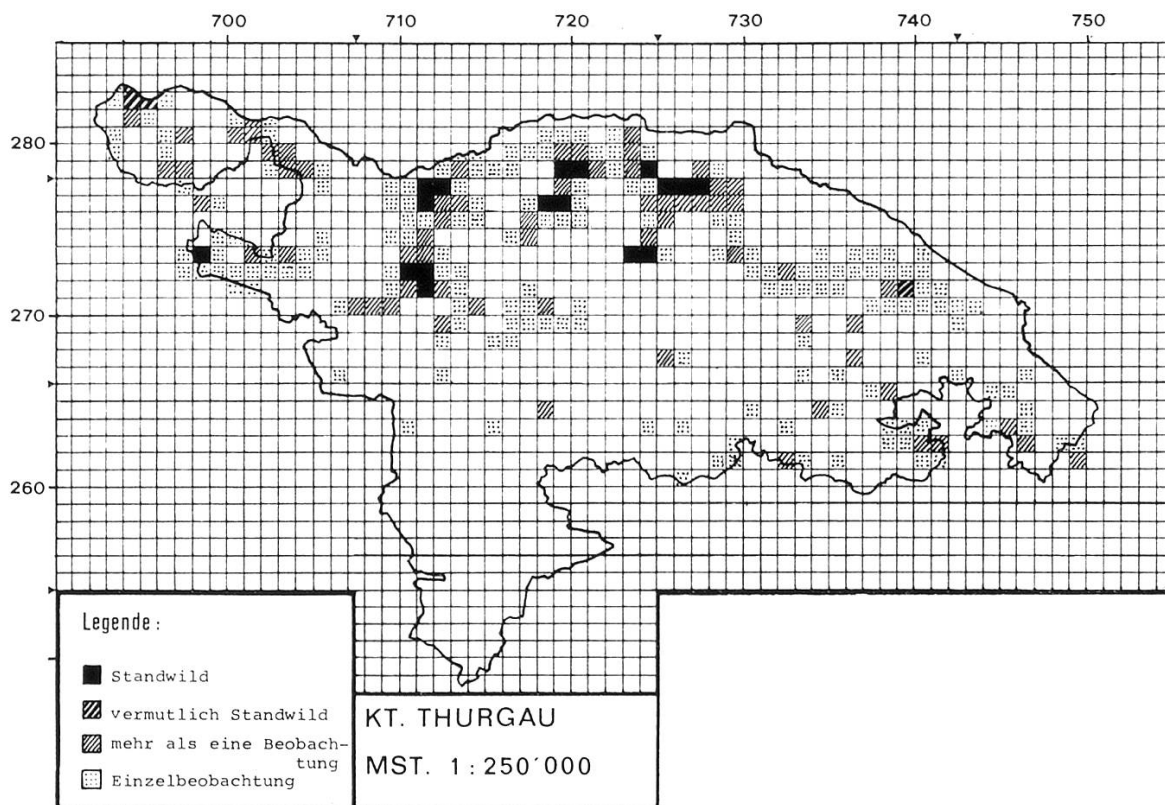 700 710 720 730 740 750
280
270
260
Legende :
Standwild
vermutlich Standwild
mehr als eine Beobach-
tung
Einzelbeobachtung
KT. THURGAU
MST. 1 : 250´000